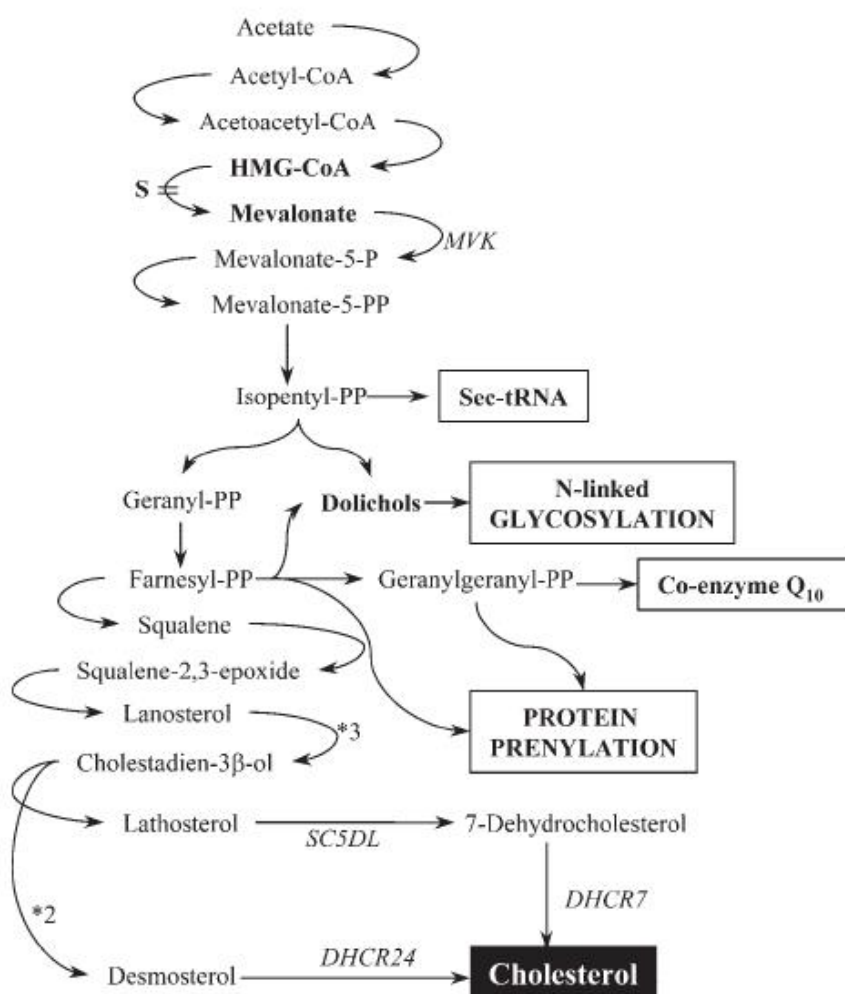 Acetate
Acetyl-CoA
Acetoacetyl-CoA
HMG-CoA
S
Mevalonate
MVK
Mevalonate-5-P
Mevalonate-5-PP
Isopentyl-PP
Sec-tRNA
Geranyl-PP
Dolichols
N-linked
GLYCOSYLATION
Farnesyl-PP
Geranylgeranyl-PP
Co-enzyme Q10
Squalene
Squalene-2,3-epoxide
Lanosterol
*3
PROTEIN
PRENYLATION
Cholestadien-3β-ol
Lathosterol
SC5DL
7-Dehydrocholesterol
DHCR7
*2
Desmosterol
DHCR24
Cholesterol